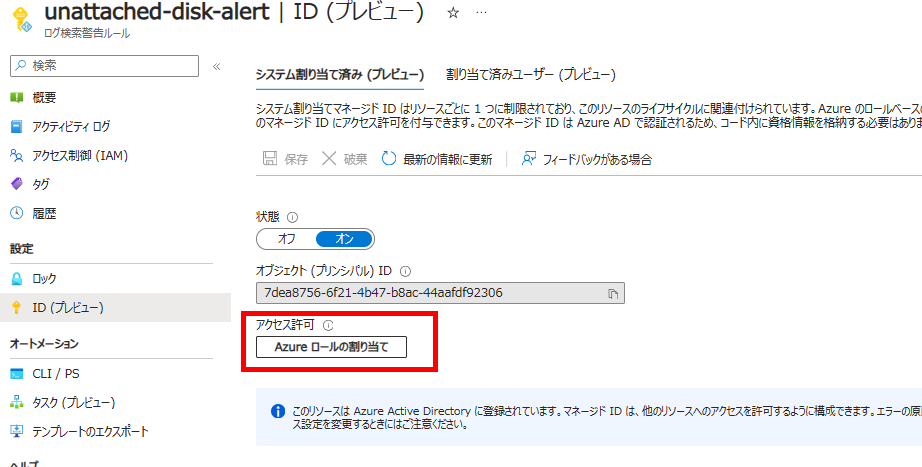 unattached-disk-alert | ID (プレビュー) ☆ …
ログ検索警告ルール
検索 «
概要
アクティビティ ログ
アクセス制御 (IAM)
タグ
履歴
設定
ロック
ID (プレビュー)
オートメーション
CLI / PS
タスク (プレビュー)
テンプレートのエクスポート
ヘルプ
システム割り当て済み (プレビュー) 割り当て済みユーザー (プレビュー)
システム割り当てマネージド ID はリソースごとに 1 つに制限されており、このリソースのライフサイクルに関連付けられています。Azure のロールベース
のマネージド ID にアクセス許可を付与できます。このマネージド ID は Azure AD で認証されるため、コード内に資格情報を格納する必要はありま
保存 破棄 最新の情報に更新 フィードバックがある場合
状態
オフ オン
オブジェクト (プリンシパル) ID
7dea8756-6f21-4b47-b8ac-44aafdf92306
アクセス許可
Azure ロールの割り当て
このリソースは Azure Active Directory に登録されています。マネージド ID は、他のリソースへのアクセスを許可するように構成できます。エラーの原
ス設定を変更するときにはご注意ください。